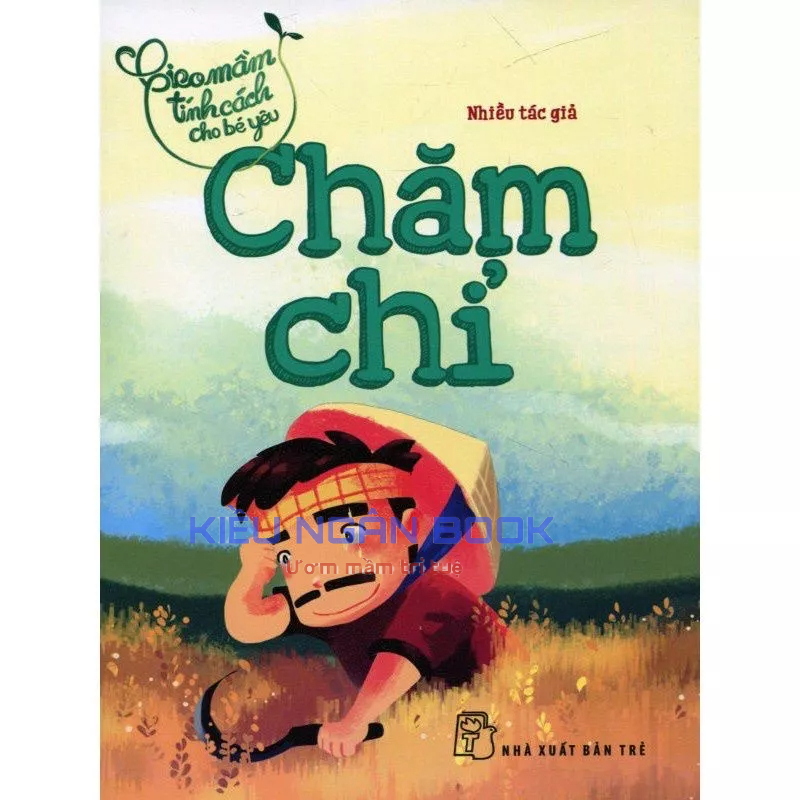 Gieo mầm
tính cách
cho bé yêu
Nhiều tác giả
Chăm
chỉ
KIỀU NGÂN BOOK
Ươm mầm trí tuệ
T
NHÀ XUẤT BẢN TRẺ